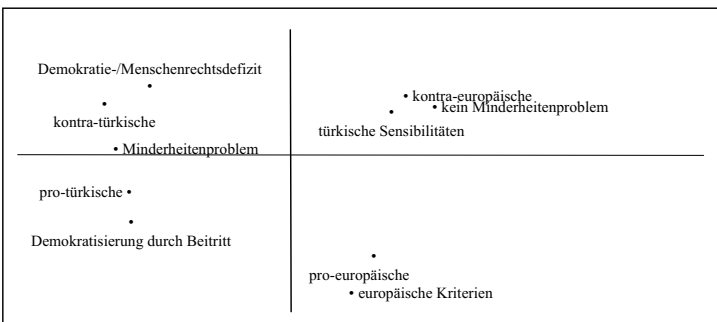 Demokratie-/Menschenrechtsdefizit
kontra-türkische
• Minderheitenproblem
• kontra-europäische
• kein Minderheitenproblem
türkische Sensibilitäten
pro-türkische •
Demokratisierung durch Beitritt
pro-europäische
• europäische Kriterien